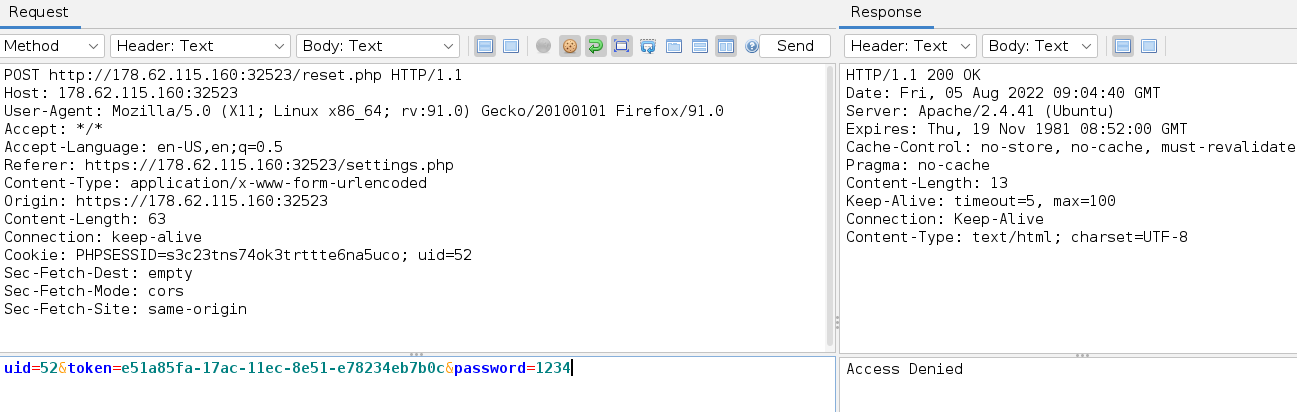 Request
Method Header: Text Body: Text Send
POST http://178.62.115.160:32523/reset.php HTTP/1.1
Host: 178.62.115.160:32523
User-Agent: Mozilla/5.0 (X11; Linux x86_64; rv:91.0) Gecko/20100101 Firefox/91.0
Accept: */*
Accept-Language: en-US,en;q=0.5
Referer: https://178.62.115.160:32523/settings.php
Content-Type: application/x-www-form-urlencoded
Origin: https://178.62.115.160:32523
Content-Length: 63
Connection: keep-alive
Cookie: PHPSESSID=s3c23tns74ok3trttte6na5uco; uid=52
Sec-Fetch-Dest: empty
Sec-Fetch-Mode: cors
Sec-Fetch-Site: same-origin
uid=52&token=e51a85fa-17ac-11ec-8e51-e78234eb7b0c&password=1234
Response
Header: Text Body: Text
HTTP/1.1 200 OK
Date: Fri, 05 Aug 2022 09:04:40 GMT
Server: Apache/2.4.41 (Ubuntu)
Expires: Thu, 19 Nov 1981 08:52:00 GMT
Cache-Control: no-store, no-cache, must-revalidate
Pragma: no-cache
Content-Length: 13
Keep-Alive: timeout=5, max=100
Connection: Keep-Alive
Content-Type: text/html; charset=UTF-8
Access Denied